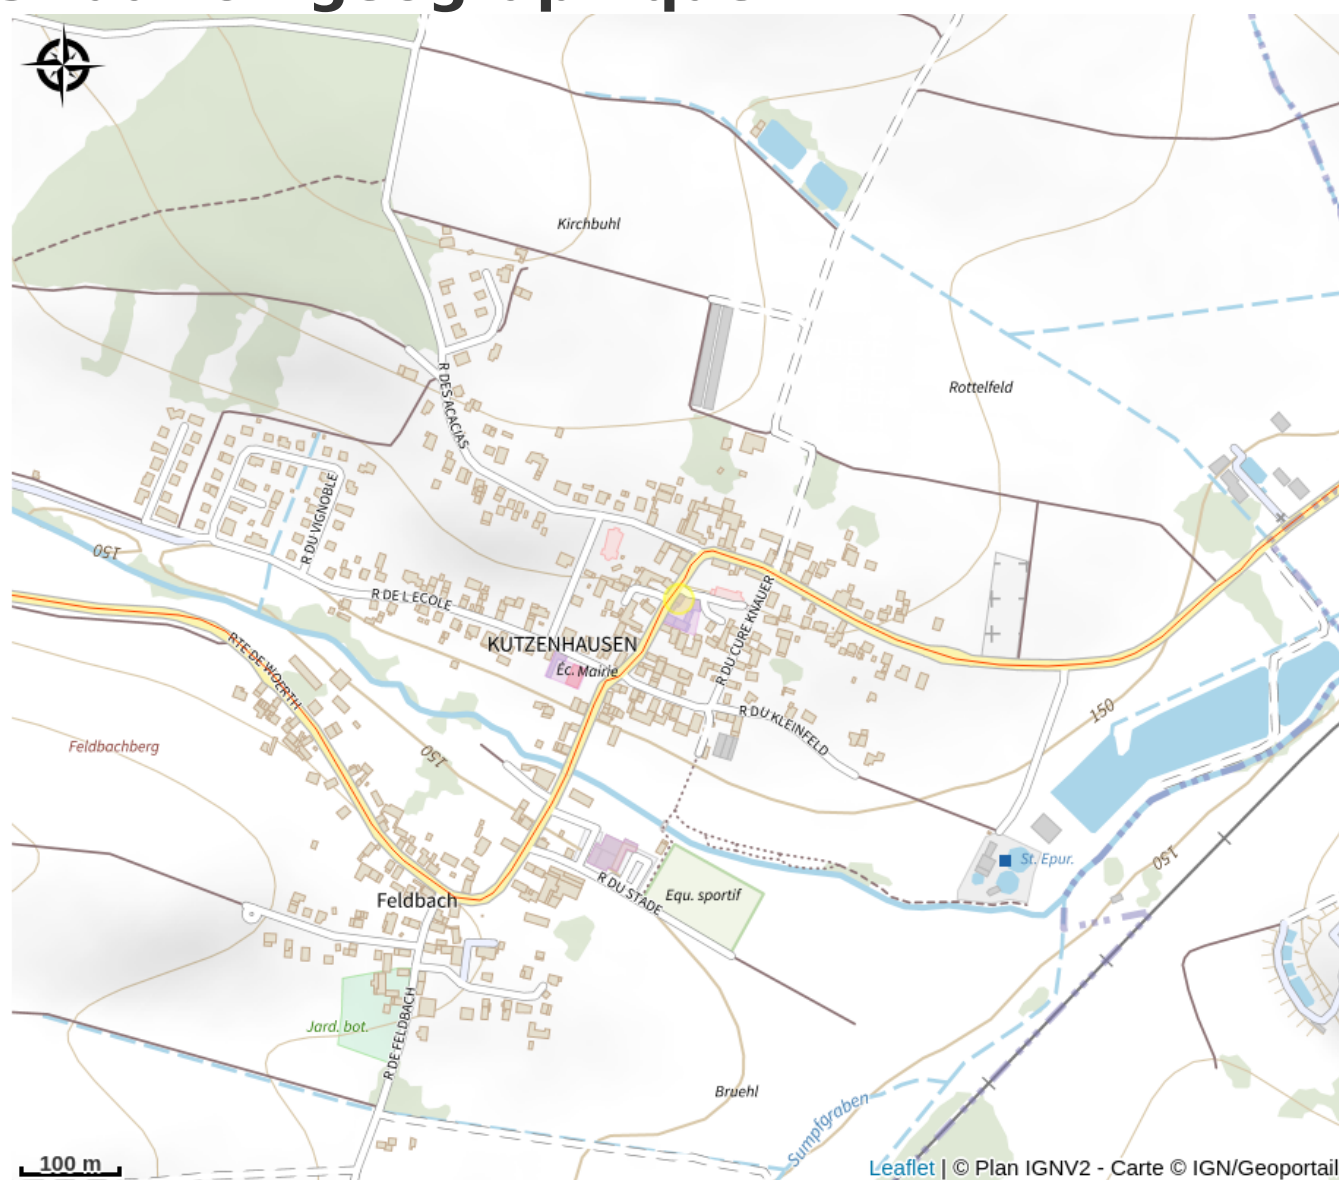 Kirchbuhl
Rottelfeld
R DES ACACIAS
R DU VIGNOBLE
150
R DE L ECOLE
R DU CURE KNAUER
KUTZENHAUSEN
Éc. Mairie
RTE DE WOERTH
R DU KLEINFELD
150
Feldbachberg
150
St. Epur.
150
R DU STADE
Equ. sportif
Feldbach
Jard. bot.
R DE FELDBACH
Bruehl
Sumpfgraben
100 m
Leaflet | © Plan IGNV2 - Carte © IGN/Geoportail